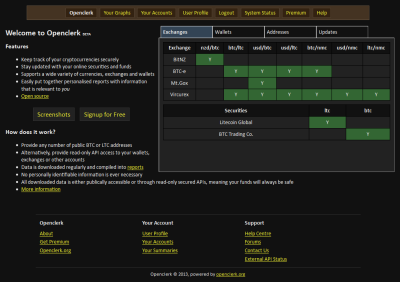 Openclerk Your Graphs Your Accounts User Profile Logout System Status Premium Help
Welcome to Openclerk BETA
Features
Keep track of your cryptocurrencies securely
Stay updated with your online securities and funds
Supports a wide variety of currencies, exchanges and wallets
Easily put together personalised reports with
information that is relevant to you
Open source
Screenshots Signup for Free
How does it work?
Provide any number of public BTC or LTC addresses
Alternatively, provide read-only API access to your wallets,
exchanges or other accounts
Data is downloaded regularly and compiled into reports
No personally identifiable information is ever necessary
All downloaded data is either publically accessible or through read-only secured APIs, meaning your funds will always be safe
More information
Exchanges Wallets Addresses Updates
Exchange nzd/btc btc/ltc usd/btc usd/ltc btc/nmc usd/nmc ltc/nmc
BitNZ Y
BTC-e Y Y Y Y
Mt.Gox Y
Vircurex Y Y Y Y Y Y
Securities ltc btc
Litecoin Global Y
BTC Trading Co. Y
Openclerk
About
Get Premium
Openclerk.org
Your Account
User Profile
Your Accounts
Your Summaries
Support
Help Centre
Forums
Contact Us
External API Status
Openclerk © 2013, powered by openclerk.org